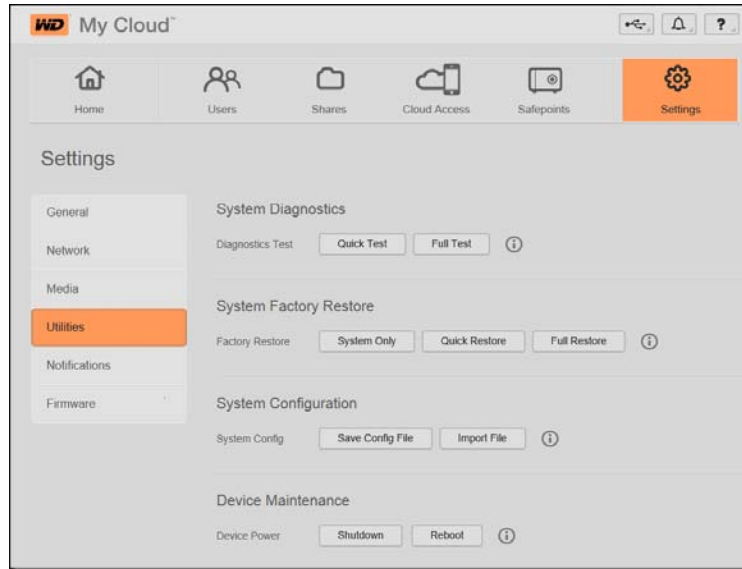 WD My Cloud™
?
Home
Users
Shares
Cloud Access
Safepoints
Settings
Settings
General
Network
Media
Utilities
Notifications
Firmware
System Diagnostics
Diagnostics Test
Quick Test
Full Test
System Factory Restore
Factory Restore
System Only
Quick Restore
Full Restore
System Configuration
System Config
Save Config File
Import File
Device Maintenance
Device Power
Shutdown
Reboot